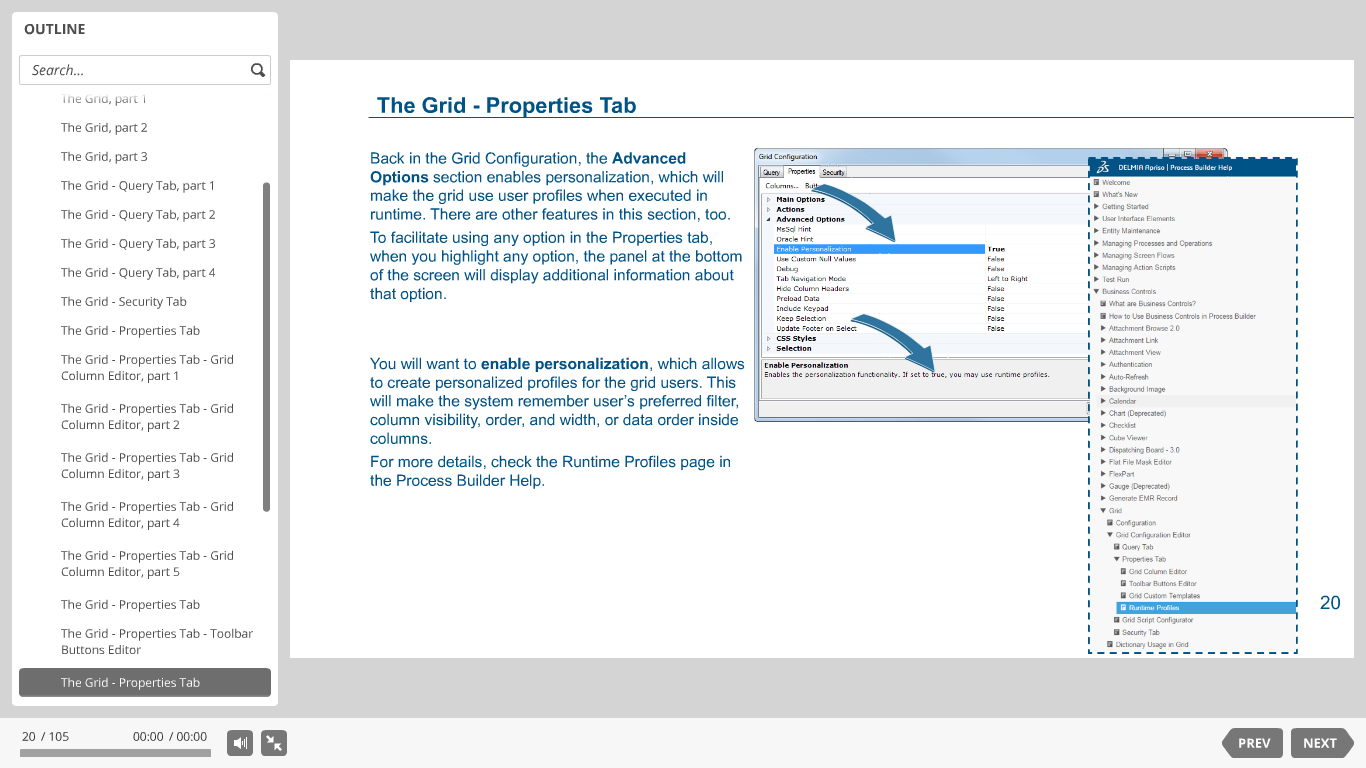 OUTLINE
Search...
The Grid, part 1
The Grid, part 2
The Grid, part 3
The Grid - Query Tab, part 1
The Grid - Query Tab, part 2
The Grid - Query Tab, part 3
The Grid - Query Tab, part 4
The Grid - Security Tab
The Grid - Properties Tab
The Grid - Properties Tab - Grid
Column Editor, part 1
The Grid - Properties Tab - Grid
Column Editor, part 2
The Grid - Properties Tab - Grid
Column Editor, part 3
The Grid - Properties Tab - Grid
Column Editor, part 4
The Grid - Properties Tab - Grid
Column Editor, part 5
The Grid - Properties Tab
The Grid - Properties Tab - Toolbar
Buttons Editor
The Grid - Properties Tab
The Grid - Properties Tab
Back in the Grid Configuration, the Advanced
Options section enables personalization, which will
make the grid use user profiles when executed in
runtime. There are other features in this section, too.
To facilitate using any option in the Properties tab,
when you highlight any option, the panel at the bottom
of the screen will display additional information about
that option.
You will want to enable personalization, which allows
to create personalized profiles for the grid users. This
will make the system remember user's preferred filter,
column visibility, order, and width, or data order inside
columns.
For more details, check the Runtime Profiles page in
the Process Builder Help.
Grid Configuration
Query Properties Security
Columns...
Main Options
Actions
Advanced Options
MsSql Hint
Oracle Hint
Enable Personalization True
Use Custom Null Values False
Debug False
Tab Navigation Mode Left to Right
Hide Column Headers False
Preload Data False
Include Keypad False
Keep Selection False
Update Footer on Select False
CSS Styles
Selection
Enable Personalization
Enables the personalization functionality. If set to true, you may use runtime profiles.
DELMIA Apriso | Process Builder Help
Welcome
What's New
Getting Started
User Interface Elements
Entity Maintenance
Managing Processes and Operations
Managing Screen Flows
Managing Action Scripts
Test Run
Business Controls
What are Business Controls?
How to Use Business Controls in Process Builder
Attachment Browse 2.0
Attachment Link
Attachment View
Authentication
Auto-Refresh
Background Image
Calendar
Chart (Deprecated)
Checklist
Cube Viewer
Dispatching Board - 3.0
Flat File Mask Editor
FlexPart
Gauge (Deprecated)
Generate EMR Record
Grid
Configuration
Grid Configuration Editor
Query Tab
Properties Tab
Grid Column Editor
Toolbar Buttons Editor
Grid Custom Templates
Runtime Profiles
Grid Script Configurator
Security Tab
Dictionary Usage in Grid
20
20 / 105
00:00 / 00:00
PREV
NEXT